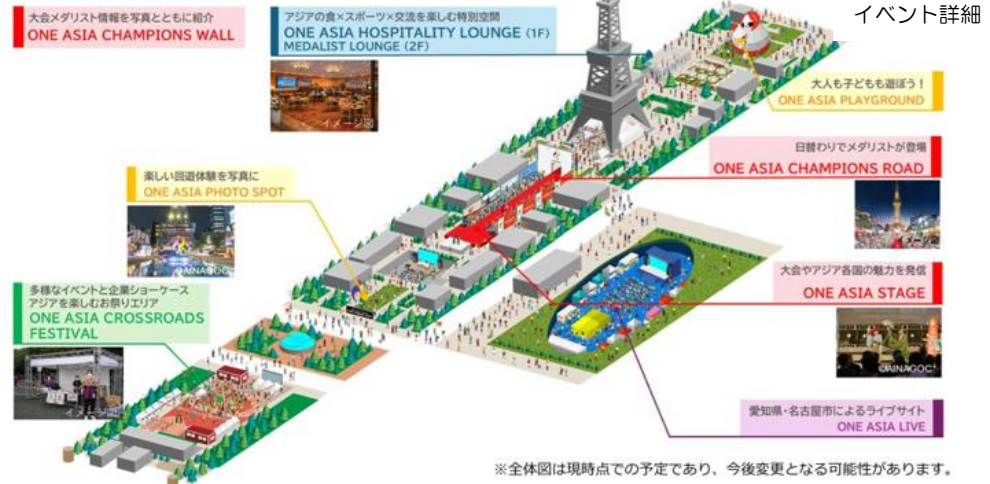 イベント詳細
大会メダリスト情報を写真とともに紹介
ONE ASIA CHAMPIONS WALL
アジアの食×スポーツ×交流を楽しむ特別空間
ONE ASIA HOSPITALITY LOUNGE (1F)
MEDALIST LOUNGE (2F)
イメージ図
大人も子どもも遊ぼう!
ONE ASIA PLAYGROUND
日替わりでメダリストが登場
ONE ASIA CHAMPIONS ROAD
イメージ図
楽しい回遊体験を写真に
ONE ASIA PHOTO SPOT
©AINAGOC
大会やアジア各国の魅力を発信
ONE ASIA STAGE
©AINAGOC
多様なイベントと企業ショーケース
アジアを楽しむお祭りエリア
ONE ASIA CROSSROADS
FESTIVAL
イメージ図
愛知県・名古屋市によるライブサイト
ONE ASIA LIVE
※全体図は現時点での予定であり、今後変更となる可能性があります。